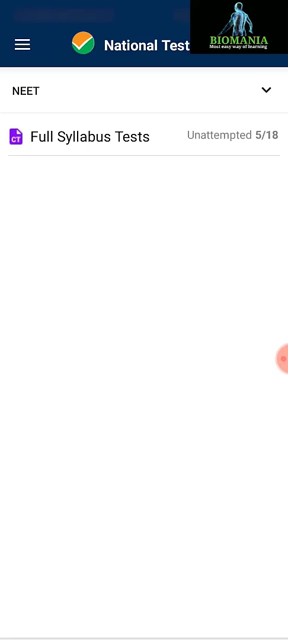 National Test
BIOMANIA
Most easy way of learning
NEET
CT Full Syllabus Tests Unattempted 5/18